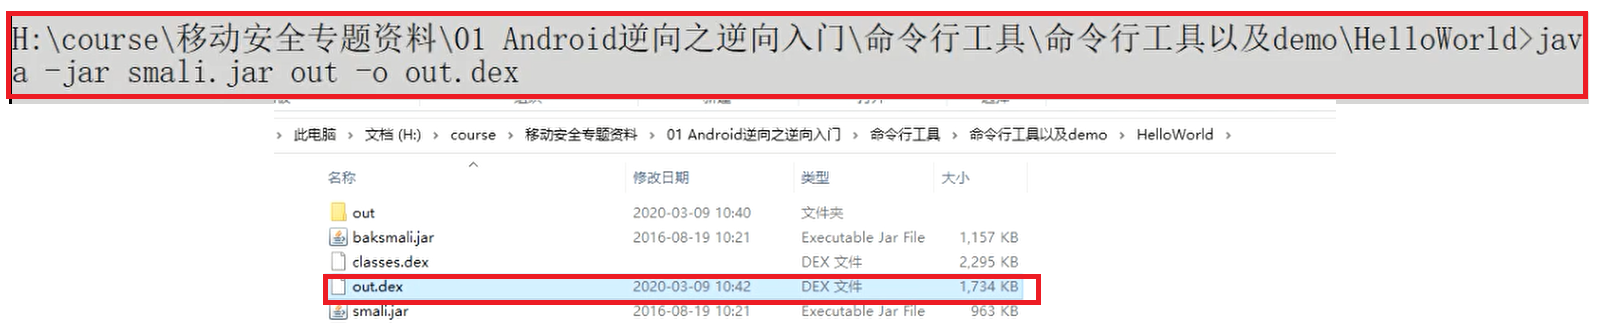 H:\course\移动安全专题资料\01 Android逆向之逆向入门\命令行工具\命令行工具以及demo\HelloWorld>jav
a -jar smali.jar out -o out.dex
› 此电脑 › 文档 (H:) › course › 移动安全专题资料 › 01 Android逆向之逆向入门 › 命令行工具 › 命令行工具以及demo › HelloWorld ›
名称 修改日期 类型 大小
out 2020-03-09 10:40 文件夹
baksmali.jar 2016-08-19 10:21 Executable Jar File 1,157 KB
classes.dex DEX 文件 2,295 KB
out.dex 2020-03-09 10:42 DEX 文件 1,734 KB
smali.jar 2016-08-19 10:21 Executable Jar File 963 KB